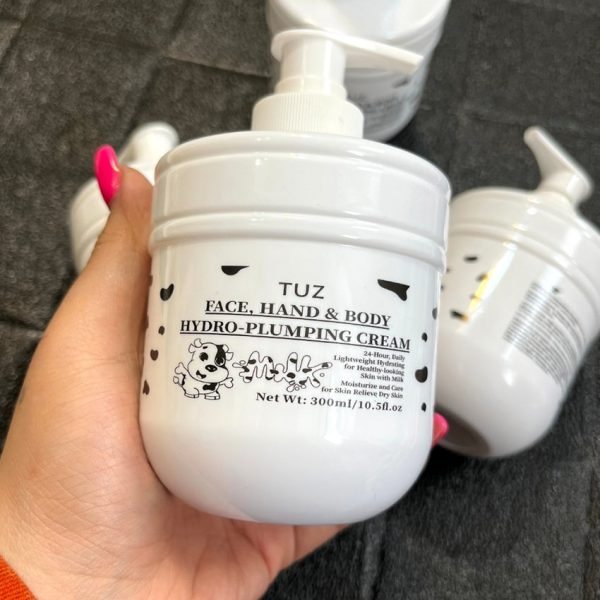 TUZ
FACE, HAND & BODY
HYDRO-PLUMPING CREAM
24-Hour, Daily
Lightweight Hydrating
for Healthy-looking
Skin with Milk
Milk
Moisturize and Care
for Skin Relieve Dry Skin
Net Wt: 300ml/10.5fl.oz